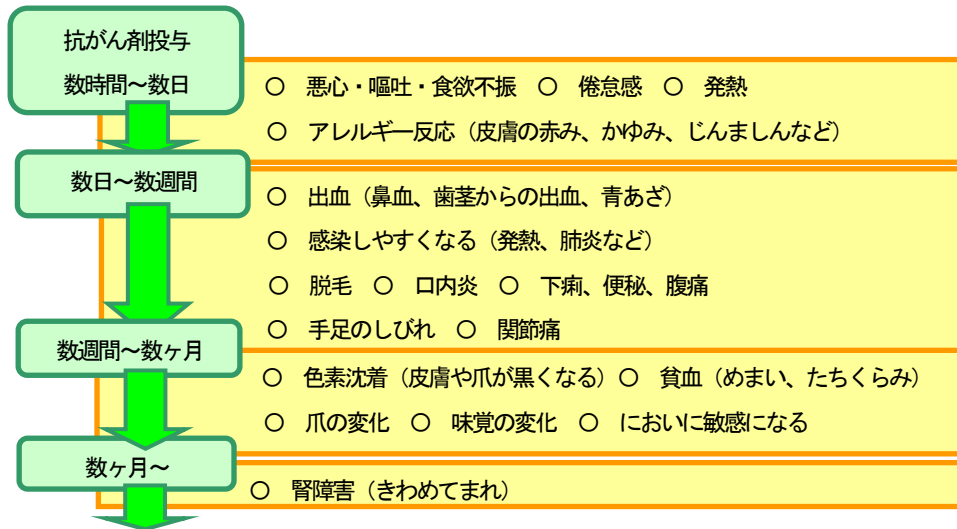 抗がん剤投与
数時間～数日
○ 悪心・嘔吐・食欲不振 ○ 倦怠感 ○ 発熱
○ アレルギー反応（皮膚の赤み、かゆみ、じんましんなど）
数日～数週間
○ 出血（鼻血、歯茎からの出血、青あざ）
○ 感染しやすくなる（発熱、肺炎など）
○ 脱毛 ○ 口内炎 ○ 下痢、便秘、腹痛
○ 手足のしびれ ○ 関節痛
数週間～数ヶ月
○ 色素沈着（皮膚や爪が黒くなる）○ 貧血（めまい、たちくらみ）
○ 爪の変化 ○ 味覚の変化 ○ においに敏感になる
数ヶ月～
○ 腎障害（きわめてまれ）